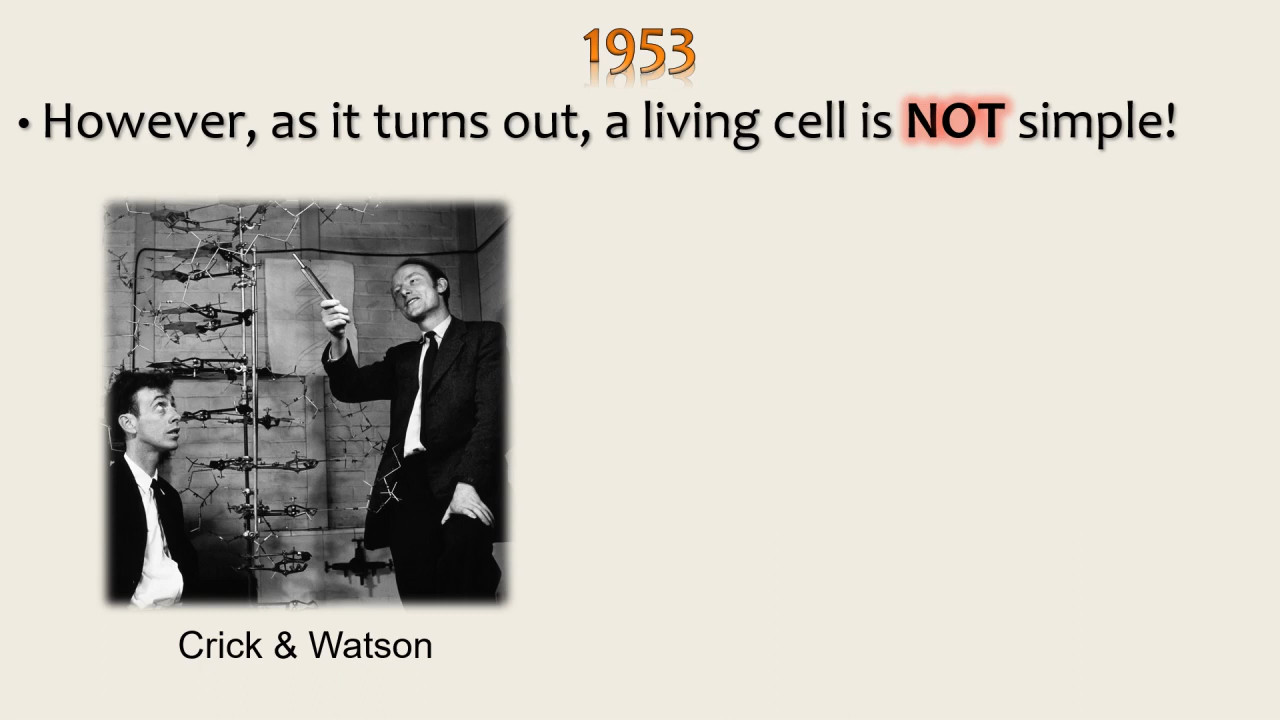 1953
• However, as it turns out, a living cell is NOT simple!
Crick & Watson